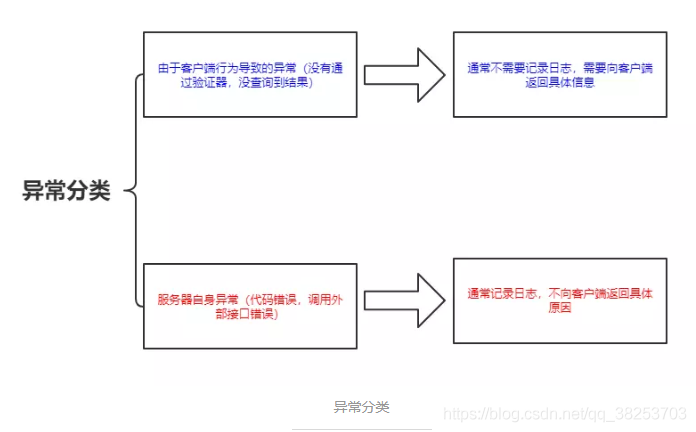 由于客户端行为导致的异常（没有通
过验证器，没查询到结果）
通常不需要记录日志，需要向客户端
返回具体信息
异常分类
服务器自身异常（代码错误，调用外
部接口错误）
通常记录日志，不向客户端返回具体
原因
异常分类
https://blog.csdn.net/qq_38253703